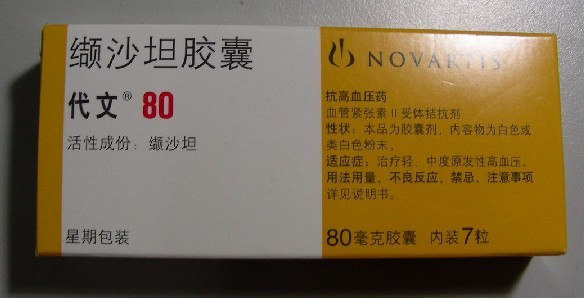 缬沙坦胶囊
代文® 80
活性成份：缬沙坦
星期包装
NOVARTIS
抗高血压药
血管紧张素Ⅱ受体拮抗剂
性状：本品为胶囊剂，内容物为白色或
类白色粉末。
适应症：治疗轻、中度原发性高血压。
用法用量、不良反应、禁忌、注意事项
详见说明书。
80毫克胶囊 内装7粒